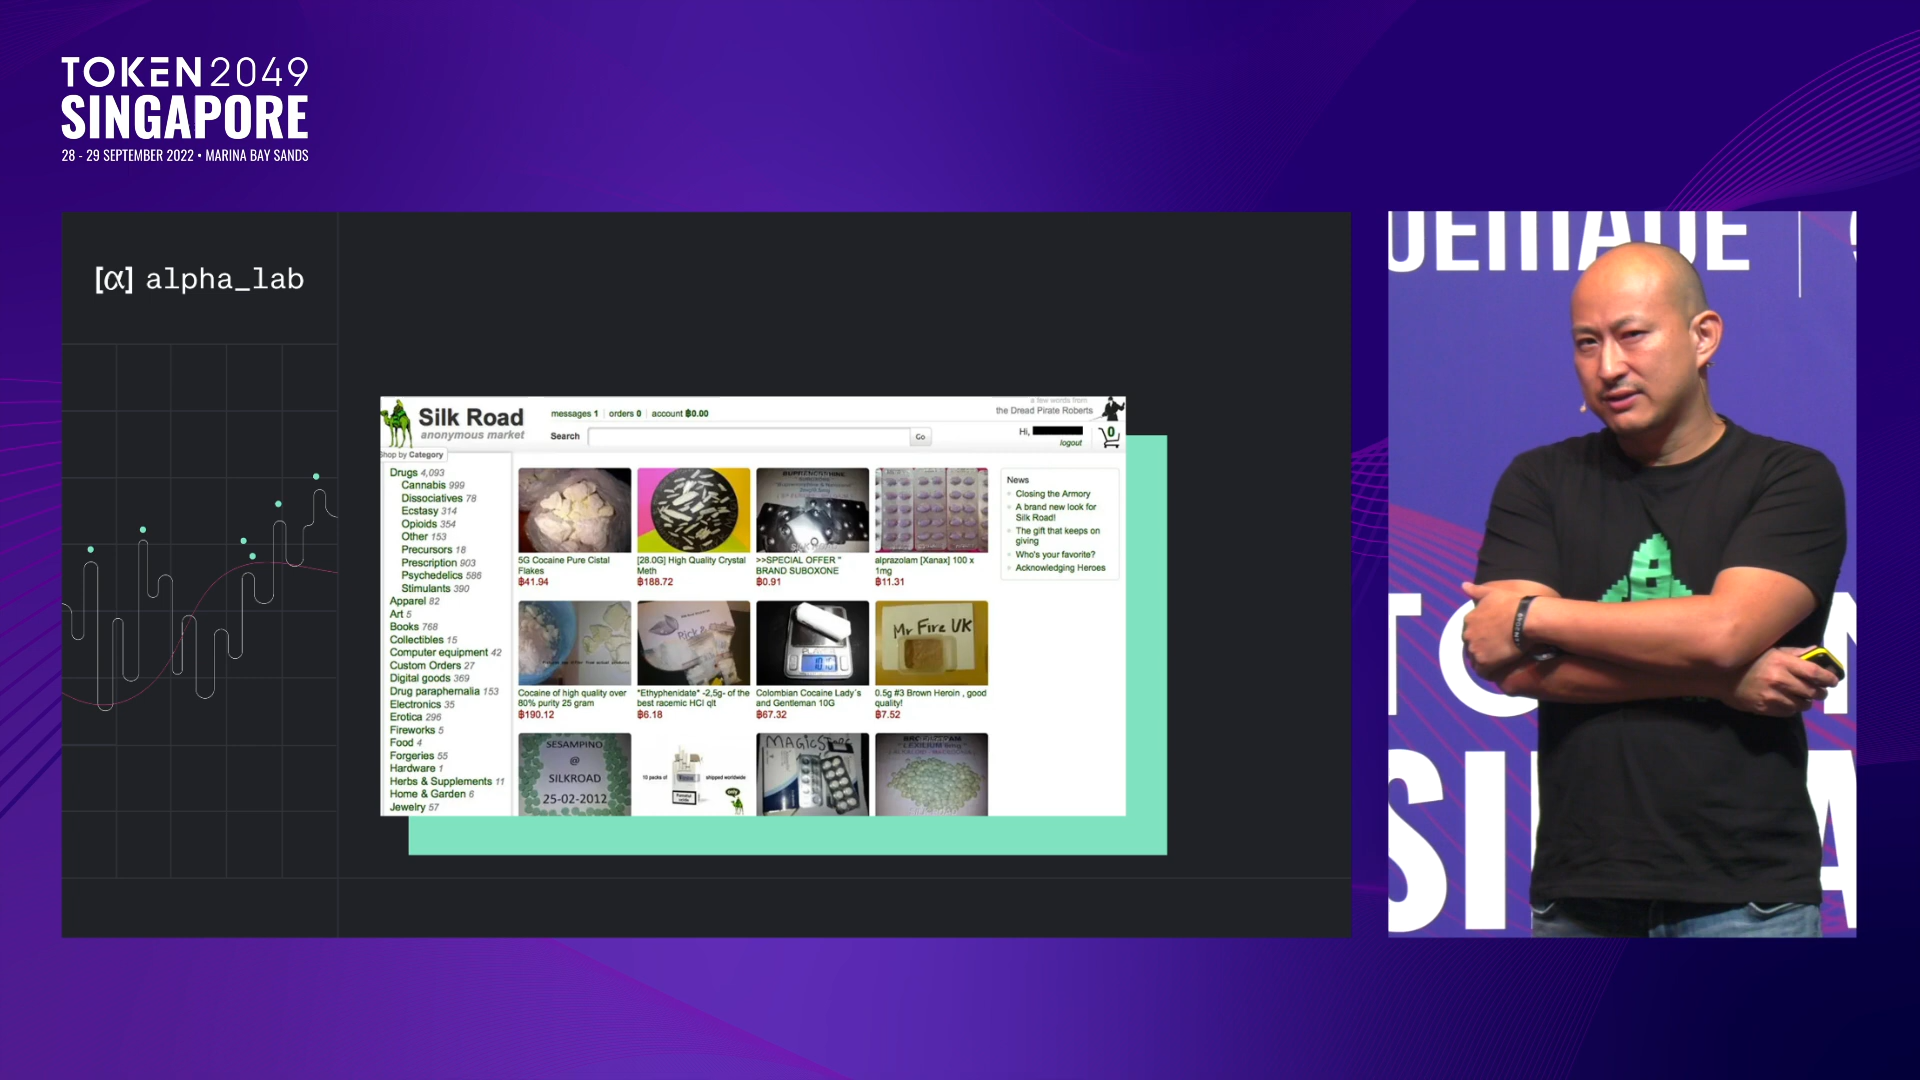 TOKEN2049
SINGAPORE
28 - 29 SEPTEMBER 2022 • MARINA BAY SANDS
[α] alpha_lab
Silk Road
anonymous market
messages 1 | orders 0 | account ฿0.00
Search
Go
a few words from
the Dread Pirate Roberts
Hi,
logout
0
Shop by Category
Drugs 4,093
Cannabis 999
Dissociatives 78
Ecstasy 314
Opioids 354
Other 153
Precursors 18
Prescription 903
Psychedelics 586
Stimulants 390
Apparel 82
Art 5
Books 768
Collectibles 15
Computer equipment 42
Custom Orders 27
Digital goods 369
Drug paraphernalia 153
Electronics 35
Erotica 296
Fireworks 5
Food 4
Forgeries 55
Hardware 1
Herbs & Supplements 11
Home & Garden 6
Jewelry 57
5G Cocaine Pure Cistal
Flakes
฿41.94
[28.0G] High Quality Crystal
Meth
฿188.72
>>SPECIAL OFFER "
BRAND SUBOXONE
฿0.91
alprazolam [Xanax] 100 x
1mg
฿11.31
Mr Fire UK
Cocaine of high quality over
80% purity 25 gram
฿190.12
"Ethyphenidate" -2,5g- of the
best racemic HCl qlt
฿6.18
Colombian Cocaine Lady's
and Gentleman 10G
฿67.32
0.5g #3 Brown Heroin , good
quality!
฿7.52
SESAMPINO
@
SILKROAD
25-02-2012
10 packs of
shipped worldwide
News
Closing the Armory
A brand new look for
Silk Road!
The gift that keeps on
giving
Who's your favorite?
Acknowledging Heroes